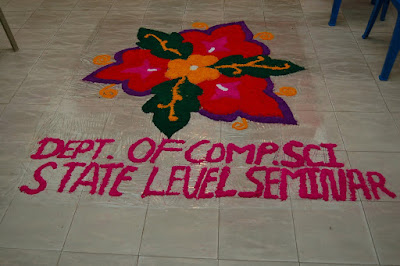 DEPT. OF COMP.SCI
STATE LEVEL SEMINAR